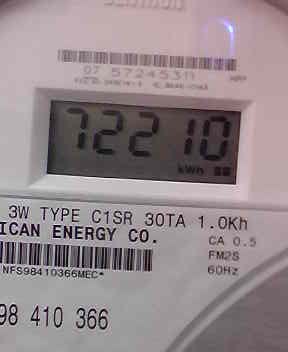 07 57245311
72210
kWh
3W TYPE C1SR 30TA 1.0Kh
ICAN ENERGY CO.
CA 0.5
FM2S
NFS98410366MEC*
60Hz
98 410 366